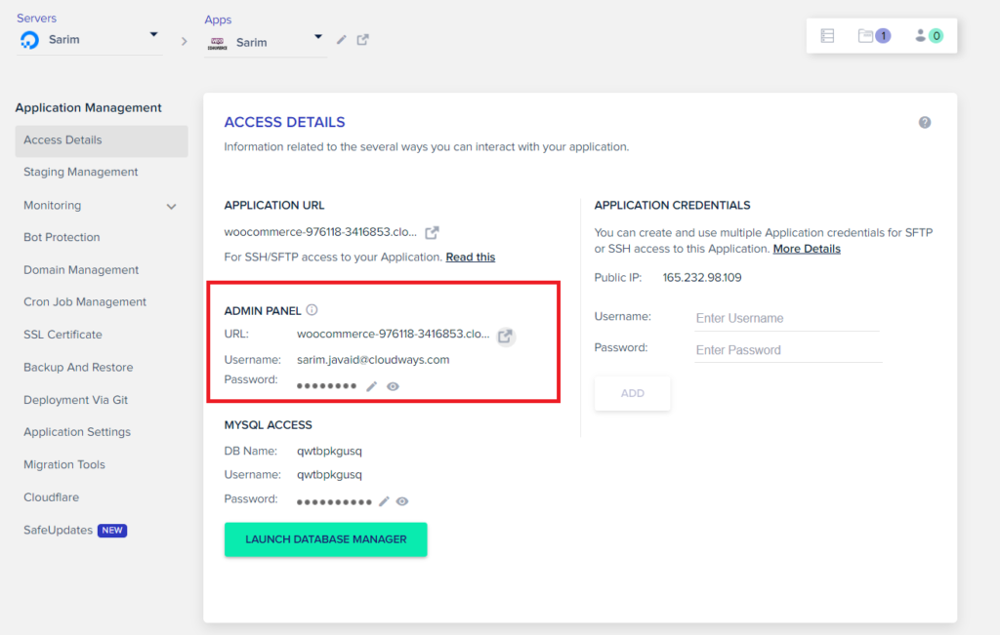 Servers
Sarim
Apps
WOO COMMERCE
Sarim
1
0
Application Management
Access Details
Staging Management
Monitoring
Bot Protection
Domain Management
Cron Job Management
SSL Certificate
Backup And Restore
Deployment Via Git
Application Settings
Migration Tools
Cloudflare
SafeUpdates NEW
ACCESS DETAILS
Information related to the several ways you can interact with your application.
APPLICATION URL
woocommerce-976118-3416853.clo...
For SSH/SFTP access to your Application. Read this
ADMIN PANEL
URL: woocommerce-976118-3416853.clo...
Username: sarim.javaid@cloudways.com
Password: ●●●●●●●●
MYSQL ACCESS
DB Name: qwtbpkgusq
Username: qwtbpkgusq
Password: ●●●●●●●●●●
LAUNCH DATABASE MANAGER
APPLICATION CREDENTIALS
You can create and use multiple Application credentials for SFTP
or SSH access to this Application. More Details
Public IP: 165.232.98.109
Username: Enter Username
Password: Enter Password
ADD